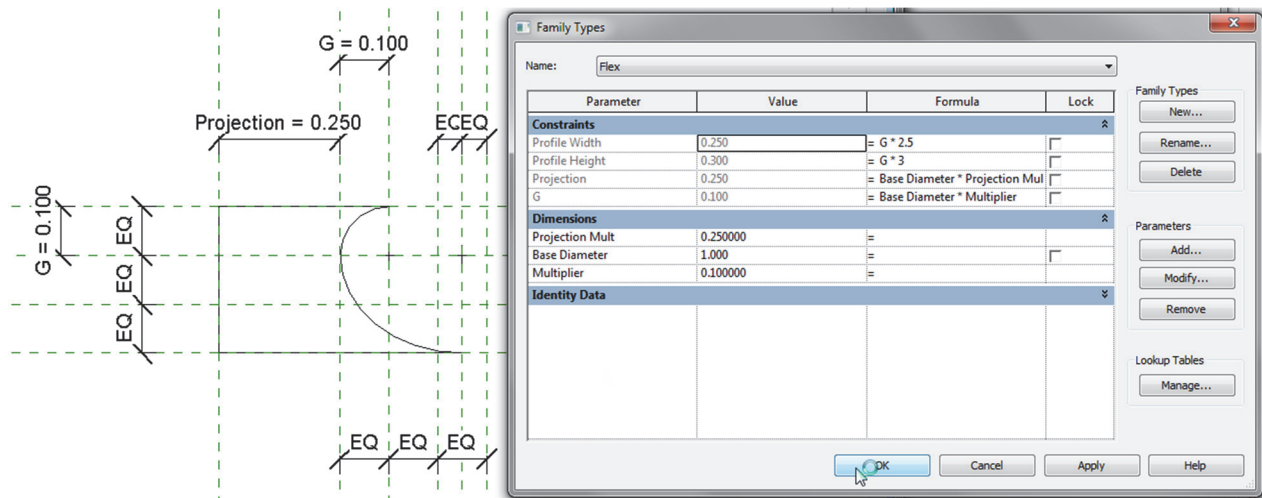 G = 0.100
Projection = 0.250
EQ EQ
G = 0.100
EQ
EQ
EQ
EQ EQ EQ
Family Types
Name: Flex
Parameter Value Formula Lock
Constraints
Profile Width 0.250 = G * 2.5
Profile Height 0.300 = G * 3
Projection 0.250 = Base Diameter * Projection Mul
G 0.100 = Base Diameter * Multiplier
Dimensions
Projection Mult 0.250000 =
Base Diameter 1.000 =
Multiplier 0.100000 =
Identity Data
Family Types
New...
Rename...
Delete
Parameters
Add...
Modify...
Remove
Lookup Tables
Manage...
OK Cancel Apply Help